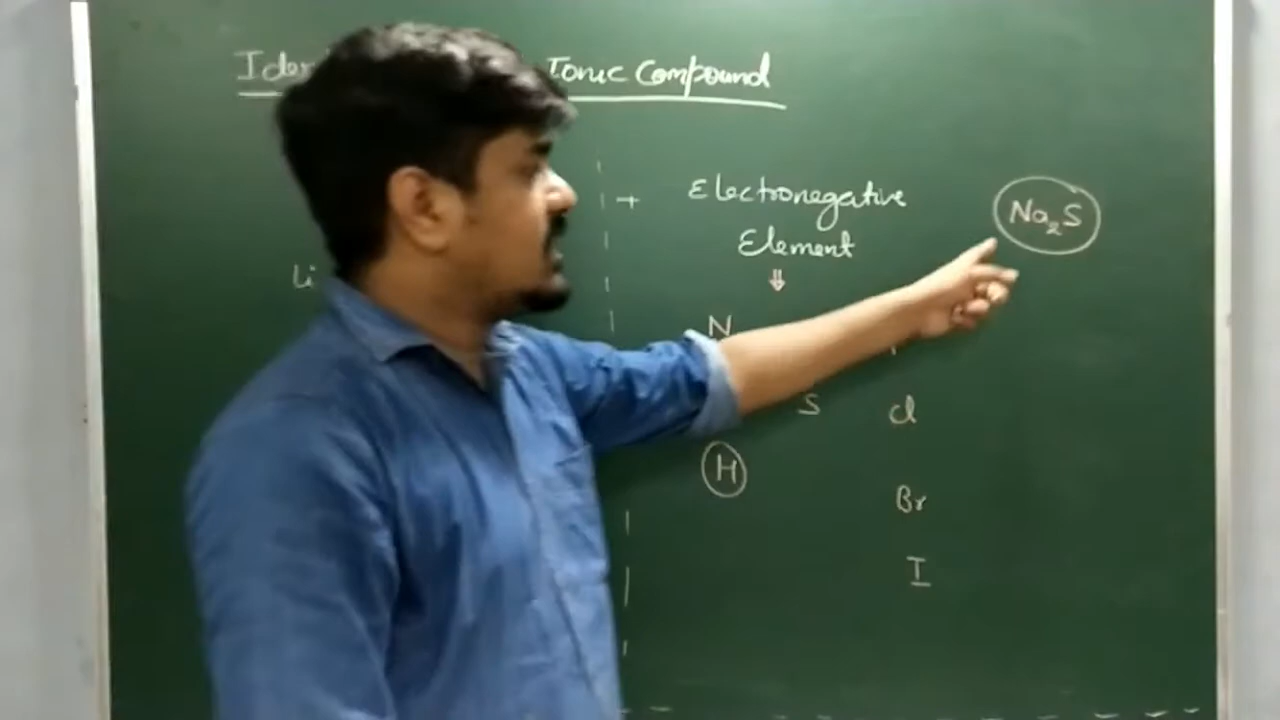 Ionic Compound
+ Electronegative
Element
⇓
Na₂S
Li
N
S Cl
H
Br
I